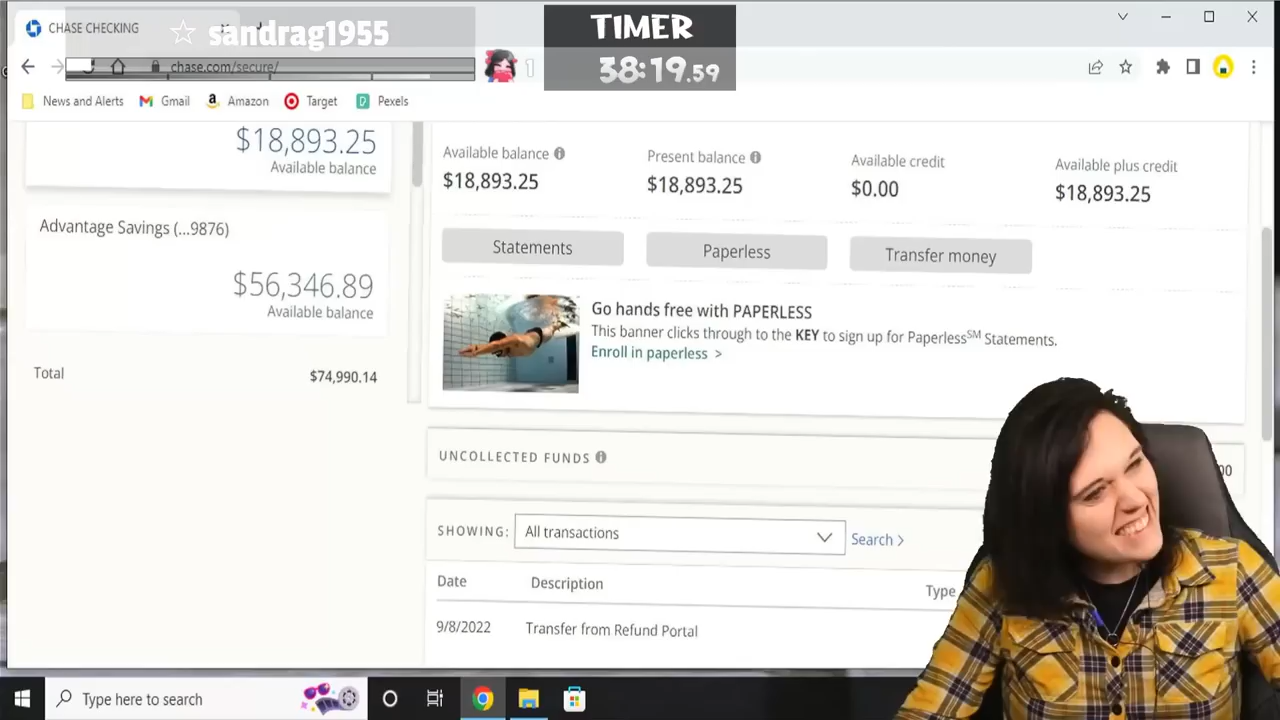 CHASE CHECKING
☆ sandrag1955
TIMER
38:19.59
chase.com/secure/
1
News and Alerts
Gmail
Amazon
Target
Pexels
$18,893.25
Available balance
Advantage Savings (...9876)
$56,346.89
Available balance
Total
$74,990.14
Available balance
$18,893.25
Present balance
$18,893.25
Available credit
$0.00
Available plus credit
$18,893.25
Statements
Paperless
Transfer money
Go hands free with PAPERLESS
This banner clicks through to the KEY to sign up for Paperless℠ Statements.
Enroll in paperless >
UNCOLLECTED FUNDS
SHOWING:
All transactions
Search >
Date
Description
Type
9/8/2022
Transfer from Refund Portal
Type here to search